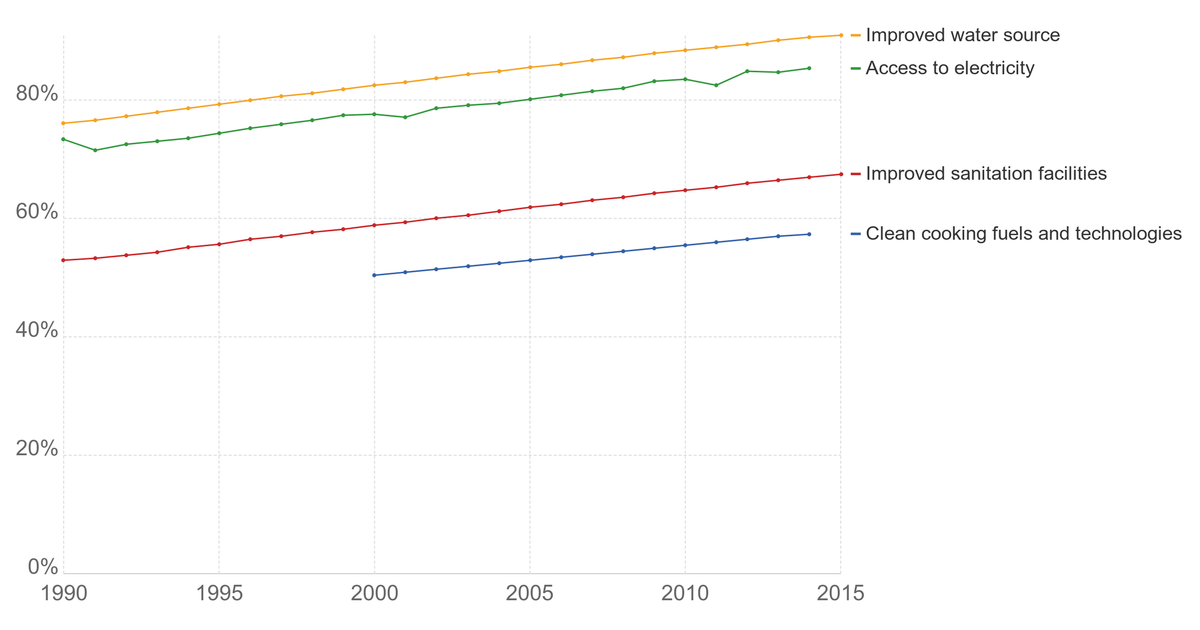 Improved water source
Access to electricity
80%
Improved sanitation facilities
60%
Clean cooking fuels and technologies
40%
20%
0%
1990 1995 2000 2005 2010 2015